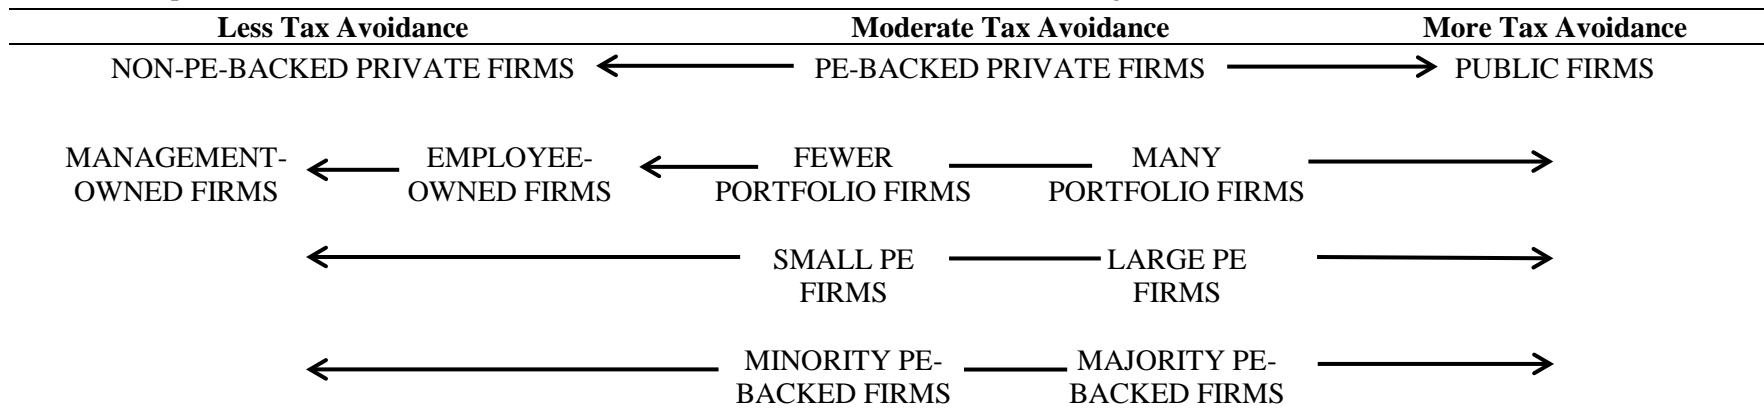 Less Tax Avoidance Moderate Tax Avoidance More Tax Avoidance
NON-PE-BACKED PRIVATE FIRMS PE-BACKED PRIVATE FIRMS PUBLIC FIRMS
MANAGEMENT- EMPLOYEE- FEWER MANY
OWNED FIRMS OWNED FIRMS PORTFOLIO FIRMS PORTFOLIO FIRMS
SMALL PE LARGE PE
FIRMS FIRMS
MINORITY PE- MAJORITY PE-
BACKED FIRMS BACKED FIRMS